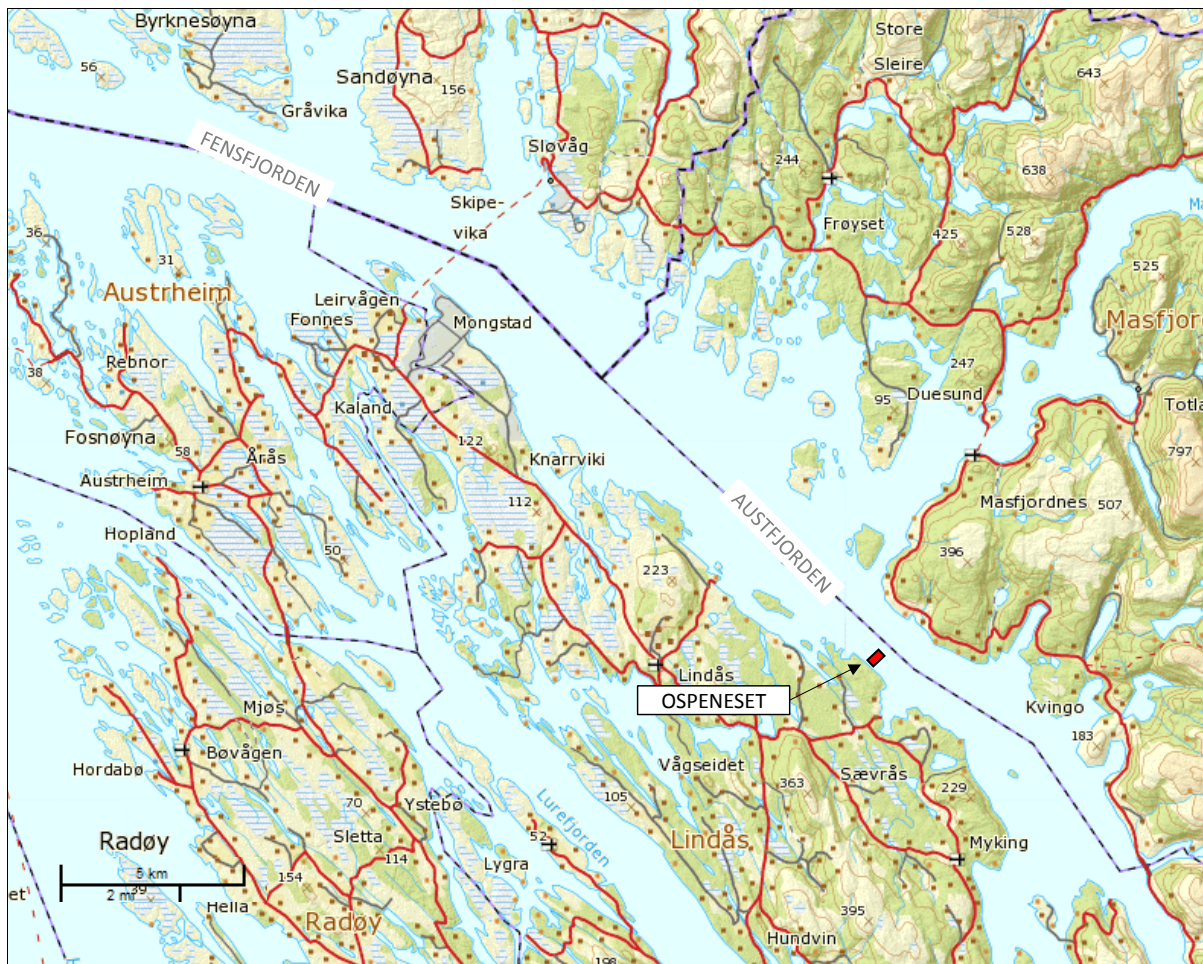 Byrknesøyna
56
Gråvika
Sandøyna
156
Store
Sleire
643
FENSFJORDEN
Sløvåg
244
638
Skipe-
vika
Frøyset
425
528
36
31
525
Austrheim
Leirvågen
Fonnes
Mongstad
Masfjor
Rebnor
38
247
Duesund
95
Totla
Kaland
Fosnøyna
58
122
797
Årås
Knarrviki
Austrheim
112
Masfjordnes
507
Hopland
50
AUSTFJORDEN
396
223
Lindås
OSPENESET
Kvingo
183
Mjøs
Bøvågen
Vågseidet
Hordabø
363
Sævrås
229
70
Ystebø
105
Lurefjorden
Sletta
52
Lindås
Myking
Radøy
114
Lygra
5 km
2 mi
39
154
et
Hella
Radøy
395
Hundvin
198